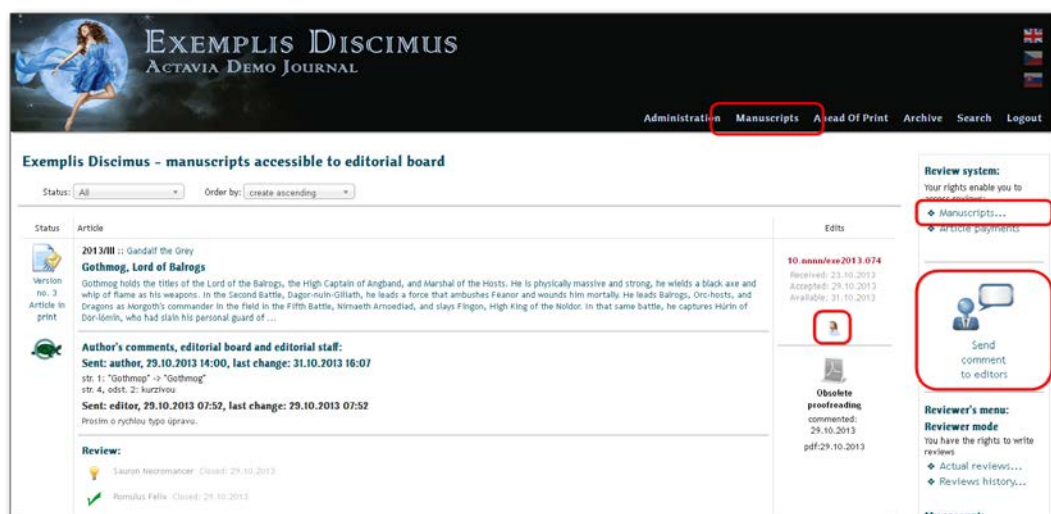 EXEMPLIS DISCIMUS
ACTAVIA DEMO JOURNAL
Administration Manuscripts Ahead Of Print Archive Search Logout
Exemplis Discimus – manuscripts accessible to editorial board
Status: All Order by: create ascending
Status Article Edits
Version
no. 3
Article in
print
2013/III :: Gandalf the Grey
Gothmog, Lord of Balrogs
Gothmog holds the titles of the Lord of the Balrogs, the High Captain of Angband, and Marshal of the Hosts. He is physically massive and strong, he wields a black axe and
whip of flame as his weapons. In the Second Battle, Dagor-nuin-Giliath, he leads a force that ambushes Fëanor and wounds him mortally. He leads Balrogs, Orc-hosts, and
Dragons as Morgoth's commander in the field in the Fifth Battle, Nirnaeth Arnoediad, and slays Fingon, High King of the Noldor. In that same battle, he captures Húrin of
Dor-lómin, who had slain his personal guard of ...
10.nnnn/exe2013.074
Received: 23.10.2013
Accepted: 29.10.2013
Available: 31.10.2013
Author's comments, editorial board and editorial staff:
Sent: author, 29.10.2013 14:00, last change: 31.10.2013 16:07
str. 1: "Gothmop" -> "Gothmog"
str. 4, odst. 2: kurzívou
Sent: editor, 29.10.2013 07:52, last change: 29.10.2013 07:52
Prosím o rychlou typo úpravu.
Obsolete
proofreading
commented:
29.10.2013
pdf:29.10.2013
Review:
Sauron Necromancer Closed: 29.10.2013
Romulus Felix Closed: 29.10.2013
Review system:
Your rights enable you to
access reviews:
Manuscripts...
Article payments
Send
comment
to editors
Reviewer's menu:
Reviewer mode
You have the rights to write
reviews
Actual reviews...
Reviews history...